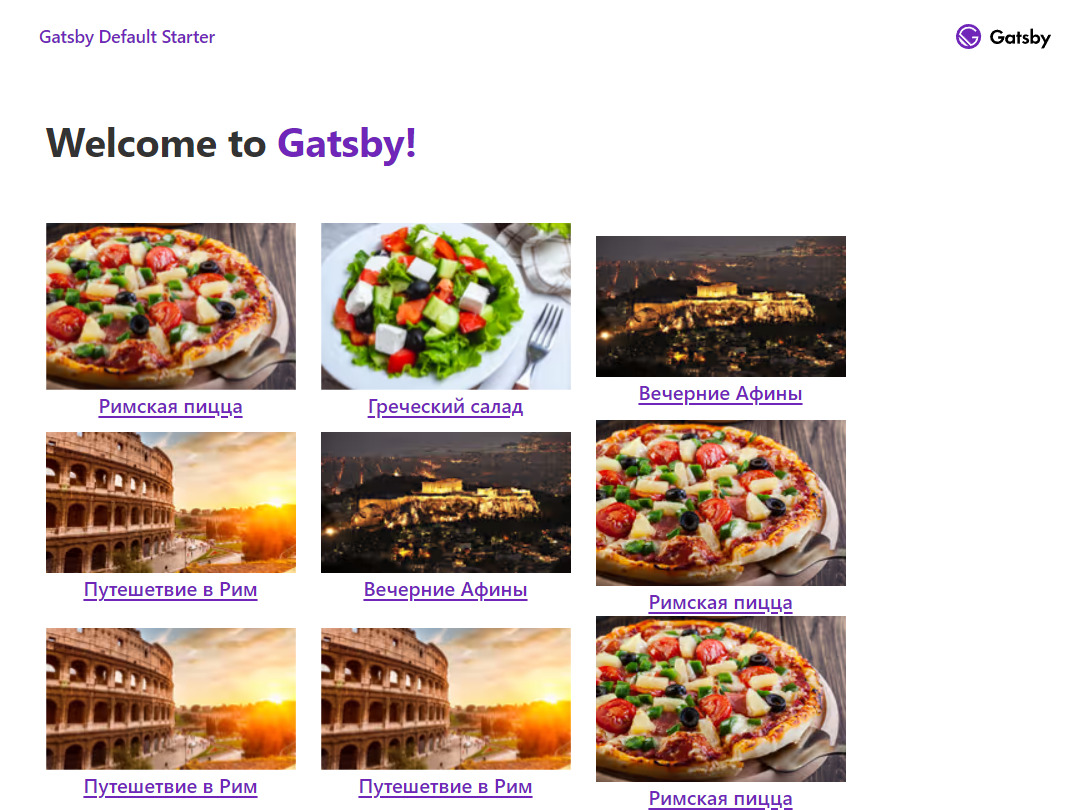 Gatsby Default Starter
Gatsby
Welcome to Gatsby!
Римская пицца
Греческий салад
Вечерние Афины
Путешетвие в Рим
Вечерние Афины
Римская пицца
Путешетвие в Рим
Путешетвие в Рим
Римская пицца